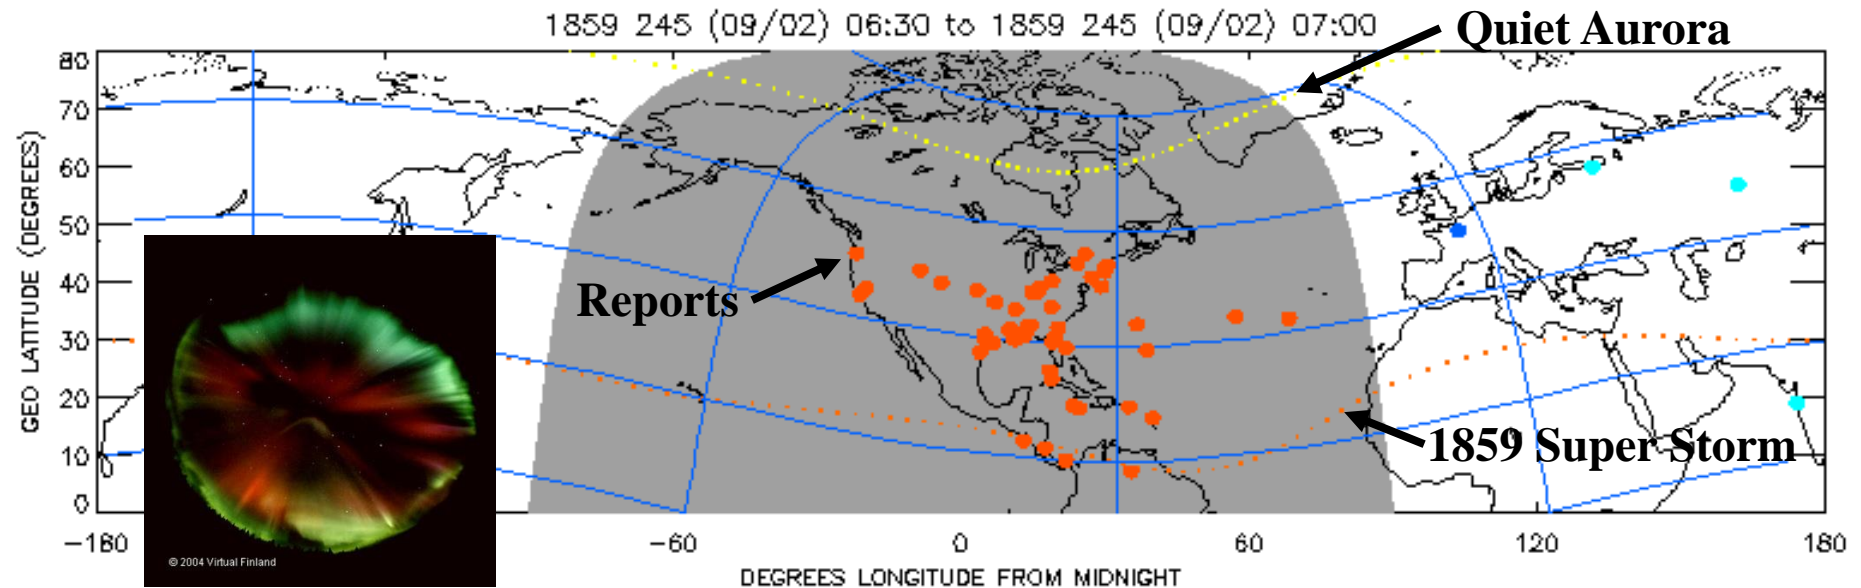 1859 245 (09/02) 06:30 to 1859 245 (09/02) 07:00
Quiet Aurora
GEO LATITUDE (DEGREES)
80
70
60
50
40
30
20
10
0
Reports
1859 Super Storm
© 2004 Virtual Finland
−180
−60
0
60
120
180
DEGREES LONGITUDE FROM MIDNIGHT